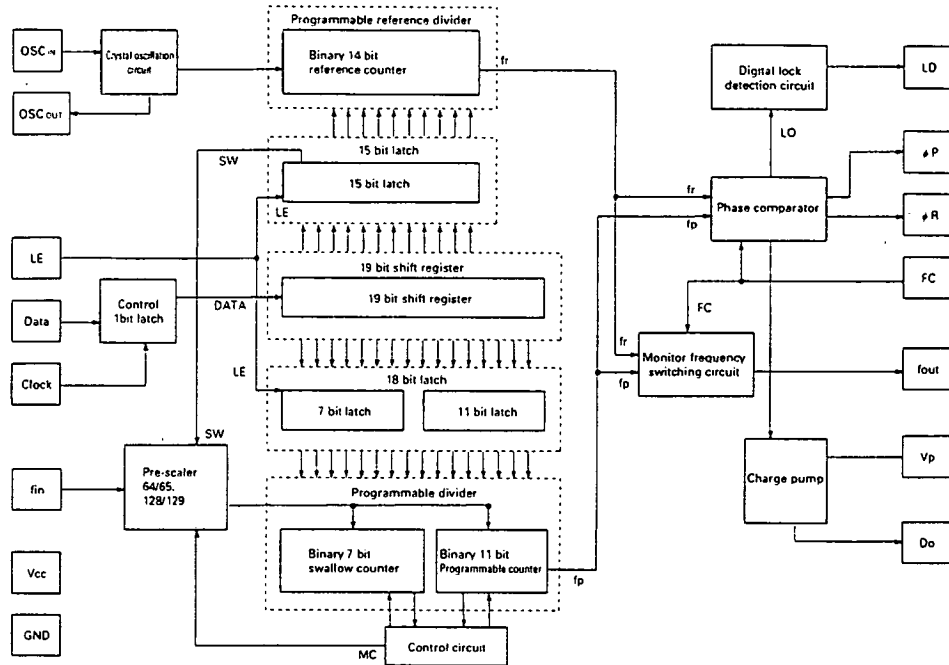 Programmable reference divider
OSC IN
Crystal oscillation
circuit
Binary 14 bit
reference counter
fr
Digital lock
detection circuit
LD
OSC OUT
LO
15 bit latch
SW
15 bit latch
LE
fr
Phase comparator
fp
φP
φR
LE
19 bit shift register
19 bit shift register
DATA
FC
FC
Data
Control
1bit latch
Clock
fr
Monitor frequency
switching circuit
fp
fout
LE
18 bit latch
7 bit latch
11 bit latch
SW
fin
Pre-scaler
64/65.
128/129
Programmable divider
Charge pump
Vp
Do
Binary 7 bit
swallow counter
Binary 11 bit
Programmable counter
fp
Vcc
GND
MC
Control circuit